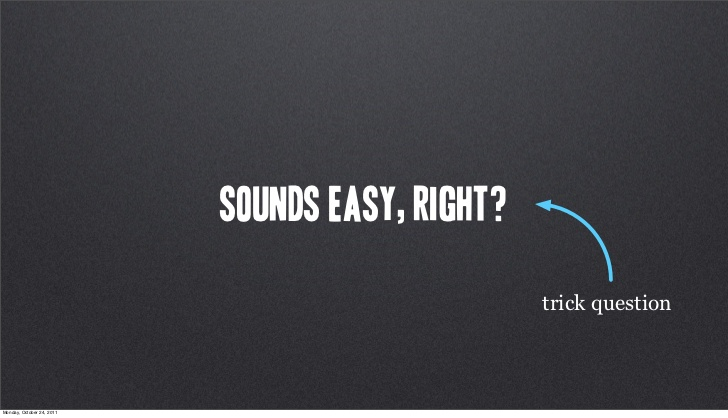 SOUNDS EASY, RIGHT?
trick question
Monday, October 24, 2011